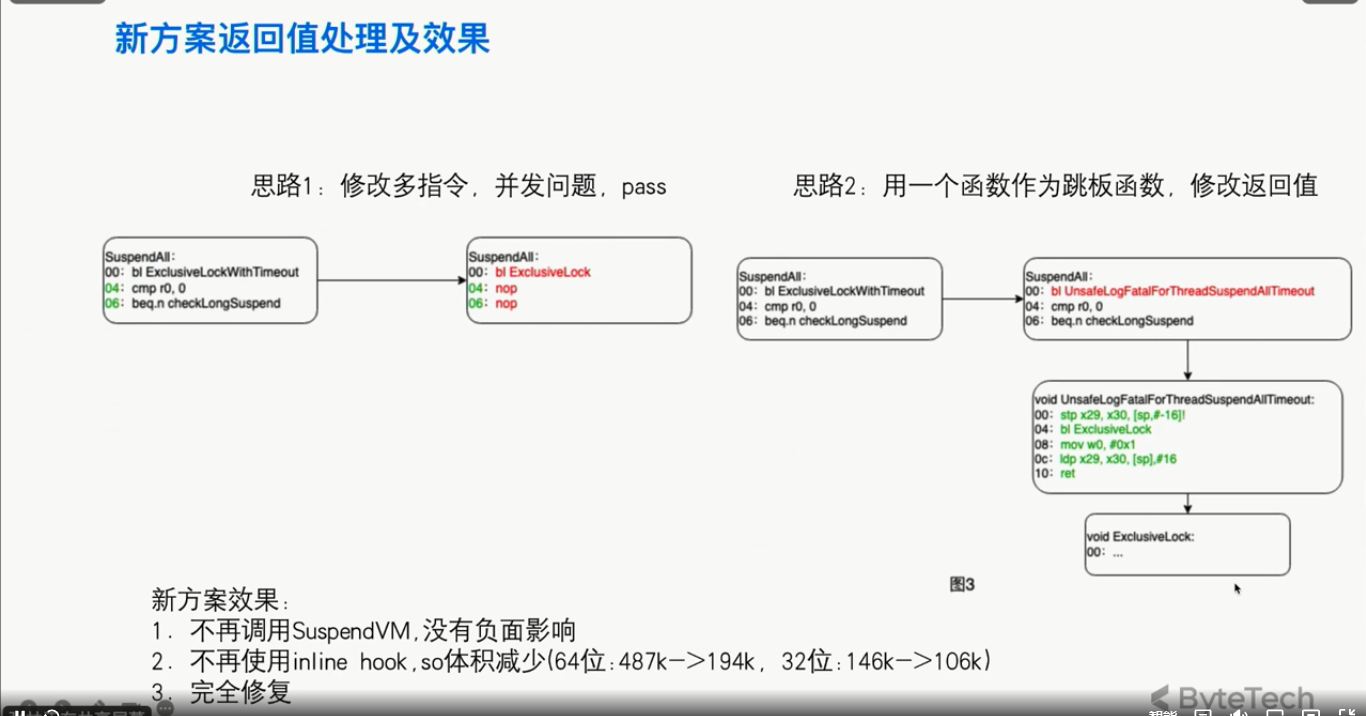 新方案返回值处理及效果
思路1：修改多指令，并发问题，pass
SuspendAll:
00: bl ExclusiveLockWithTimeout
04: cmp r0, 0
06: beq.n checkLongSuspend
SuspendAll:
00: bl ExclusiveLock
04: nop
06: nop
思路2：用一个函数作为跳板函数，修改返回值
SuspendAll:
00: bl ExclusiveLockWithTimeout
04: cmp r0, 0
06: beq.n checkLongSuspend
SuspendAll:
00: bl UnsafeLogFatalForThreadSuspendAllTimeout
04: cmp r0, 0
06: beq.n checkLongSuspend
void UnsafeLogFatalForThreadSuspendAllTimeout:
00: stp x29, x30, [sp,#-16]!
04: bl ExclusiveLock
08: mov w0, #0x1
0c: ldp x29, x30, [sp],#16
10: ret
void ExclusiveLock:
00: ...
图3
新方案效果：
1. 不再调用SuspendVM,没有负面影响
2. 不再使用inline hook,so体积减少(64位:487k—>194k，32位:146k—>106k)
3. 完全修复
ByteTech
智能